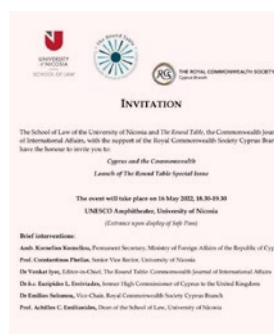 UNIVERSITY
of NICOSIA
SCHOOL OF LAW
The Round Table
THE ROYAL COMMONWEALTH SOCIETY
Cyprus Branch
INVITATION
The School of Law of the University of Nicosia and The Round Table, the Commonwealth Jour
of International Affairs, with the support of the Royal Commonwealth Society Cyprus Bran
have the honour to invite you to:
Cyprus and the Commonwealth
Launch of The Round Table Special Issue
The event will take place on 16 May 2022, 18.30-19.30
UNESCO Amphitheater, University of Nicosia
(Entrance upon display of Safe Pass)
Brief interventions:
Amb. Kornelios Korneliou, Permanent Secretary, Ministry of Foreign Affairs of the Republic of Cyp
Prof. Constantinos Phellas, Senior Vice Rector, University of Nicosia
Dr Venkat Iyer, Editor-in-Chief, The Round Table: Commonwealth Journal of International Affairs
Dr h.c. Euripides L. Evriviades, former High Commissioner of Cyprus to the United Kingdom
Dr Emilios Solomou, Vice-Chair, Royal Commonwealth Society Cyprus Branch
Prof. Achilles C. Emilianides, Dean of the School of Law, University of Nicosia